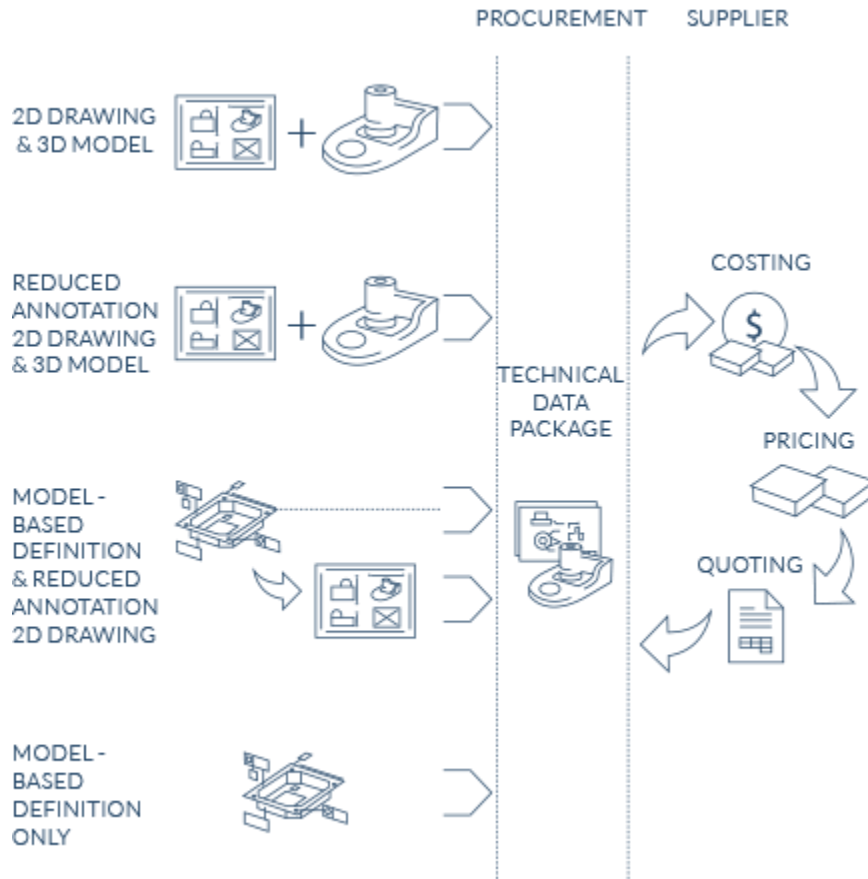 PROCUREMENT
SUPPLIER
2D DRAWING
& 3D MODEL
REDUCED
ANNOTATION
2D DRAWING
& 3D MODEL
MODEL -
BASED
DEFINITION
& REDUCED
ANNOTATION
2D DRAWING
MODEL -
BASED
DEFINITION
ONLY
TECHNICAL
DATA
PACKAGE
COSTING
$
PRICING
QUOTING